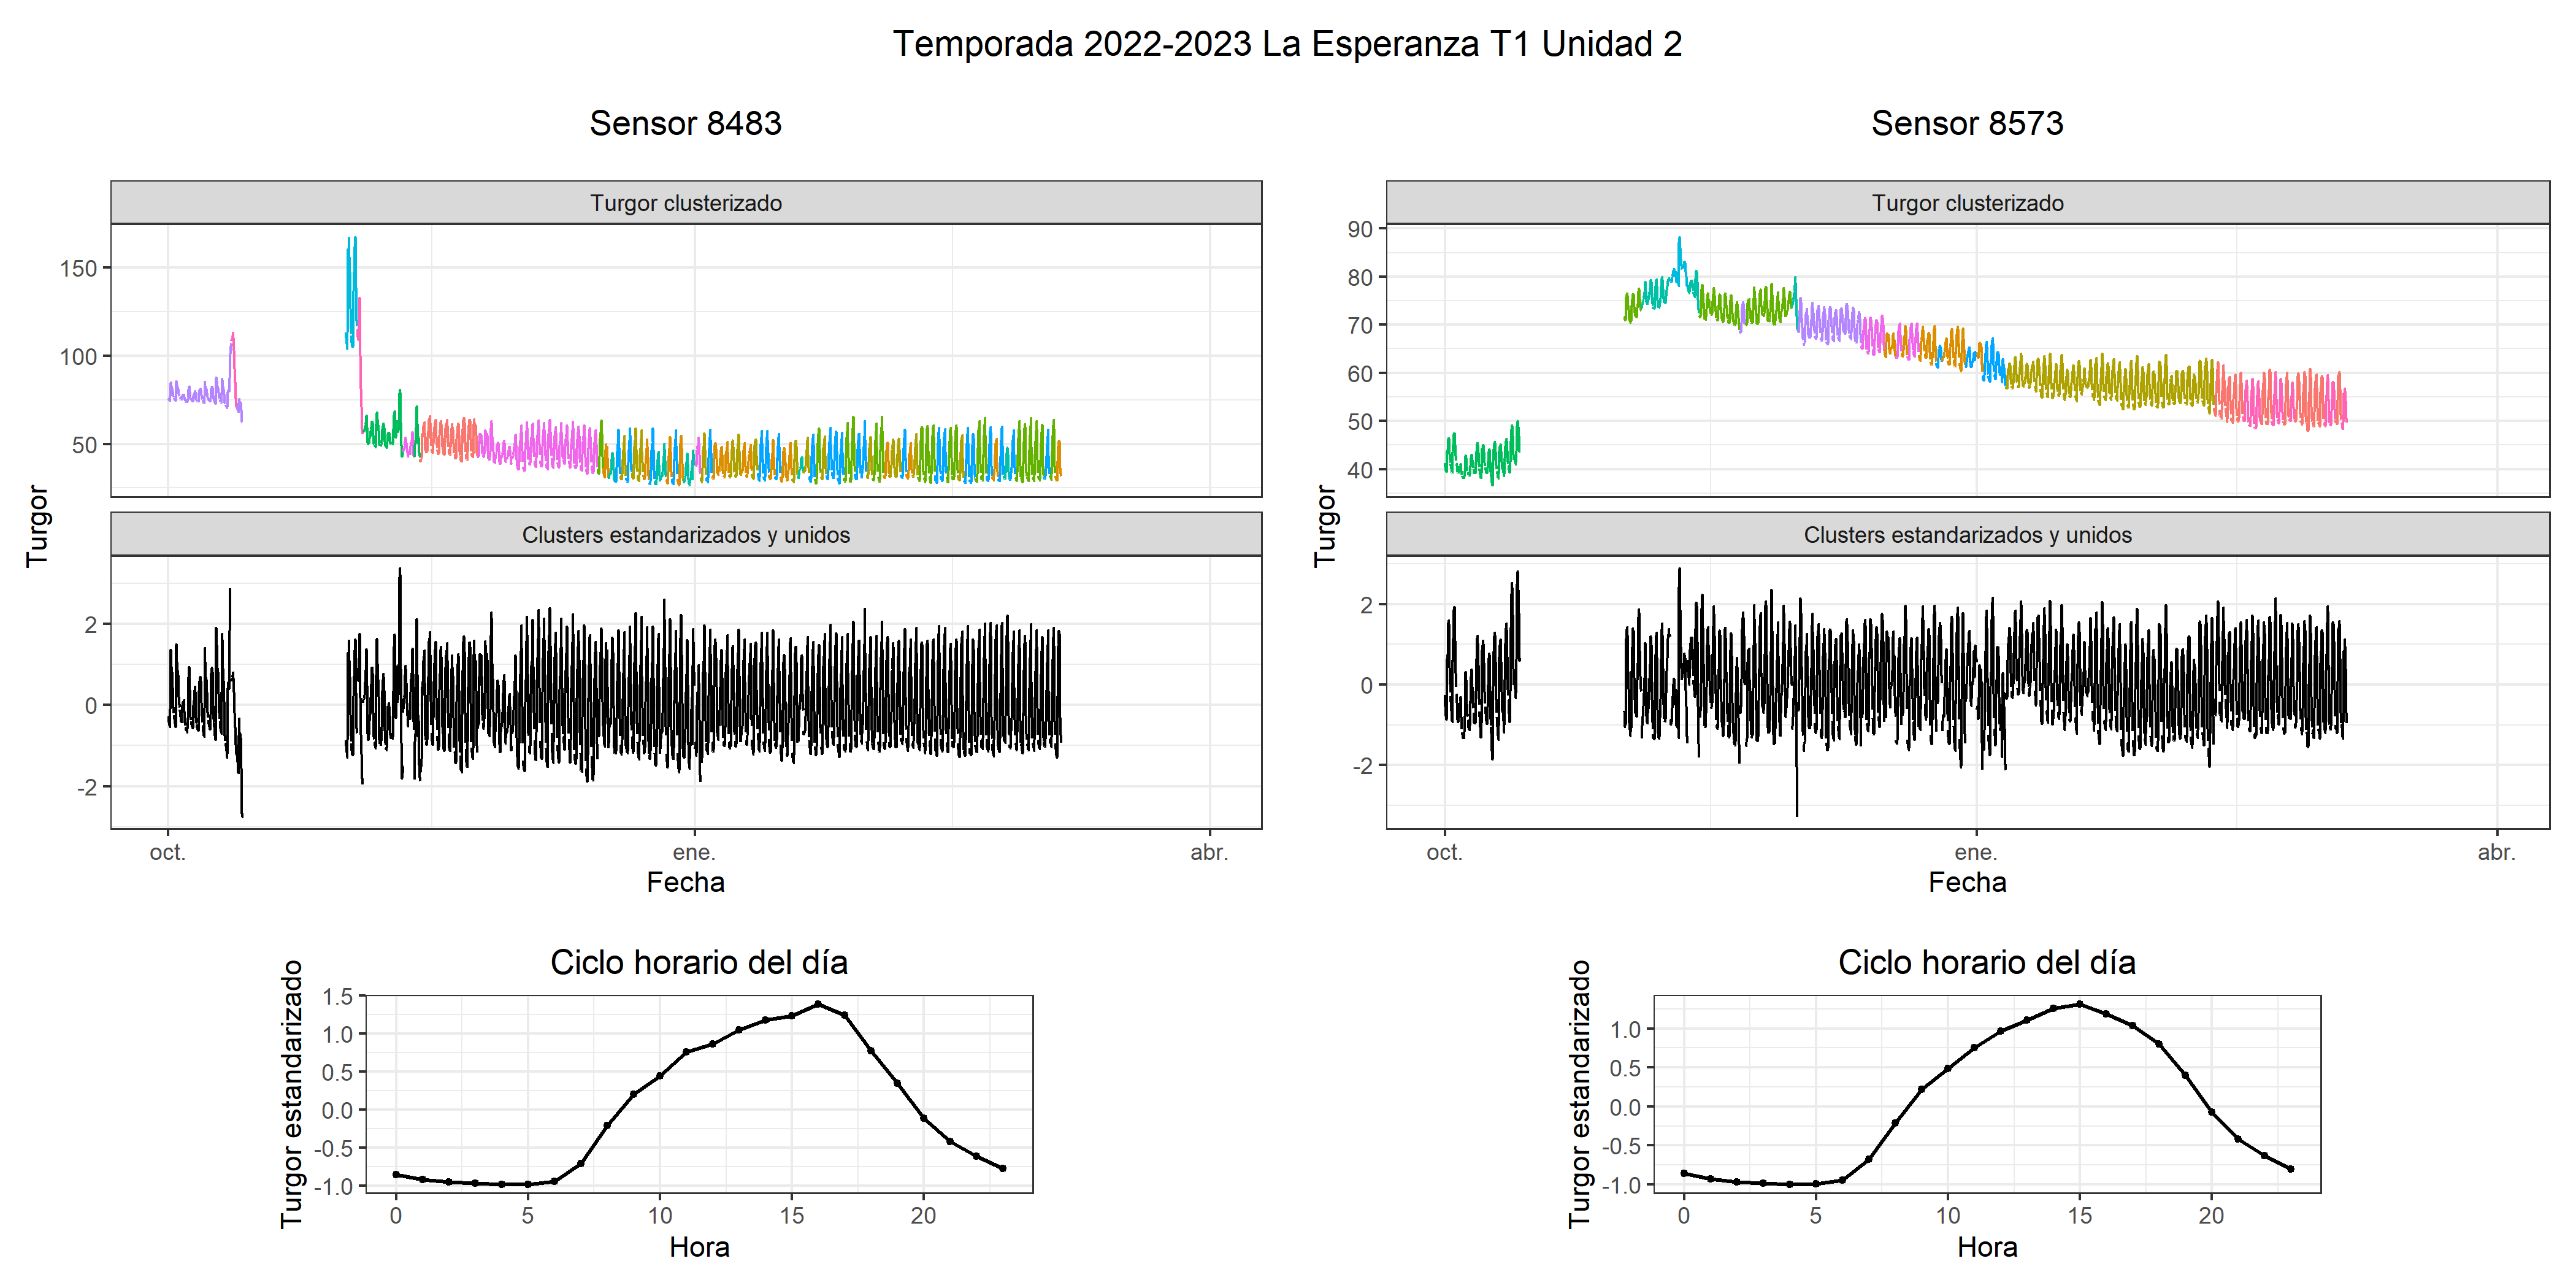 Temporada 2022-2023 La Esperanza T1 Unidad 2
Sensor 8483
Turgor clusterizado
150
100
50
Clusters estandarizados y unidos
2
0
-2
Turgor
oct.
ene.
abr.
Fecha
Ciclo horario del día
Turgor estandarizado
1.5
1.0
0.5
0.0
-0.5
-1.0
0
5
10
15
20
Hora
Sensor 8573
Turgor clusterizado
90
80
70
60
50
40
Clusters estandarizados y unidos
2
0
-2
Turgor
oct.
ene.
abr.
Fecha
Ciclo horario del día
Turgor estandarizado
1.0
0.5
0.0
-0.5
-1.0
0
5
10
15
20
Hora